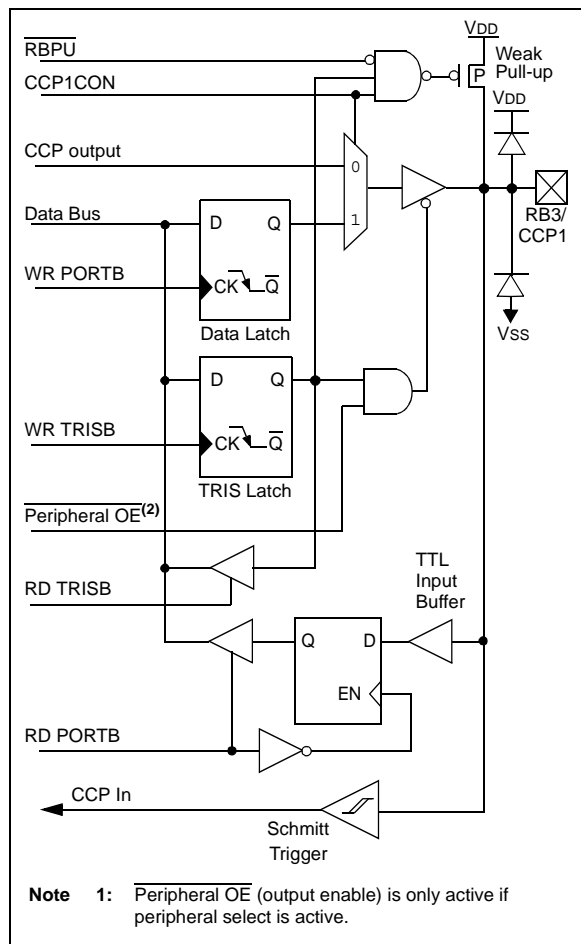 VDD
RBPU
Weak
Pull-up
P
CCP1CON
VDD
CCP output
0
RB3/
CCP1
Data Bus
D Q
1
WR PORTB
CK Q
VSS
Data Latch
D Q
WR TRISB
CK Q
TRIS Latch
Peripheral OE(2)
TTL
Input
Buffer
RD TRISB
Q D
EN
RD PORTB
CCP In
Schmitt
Trigger
Note 1: Peripheral OE (output enable) is only active if
peripheral select is active.